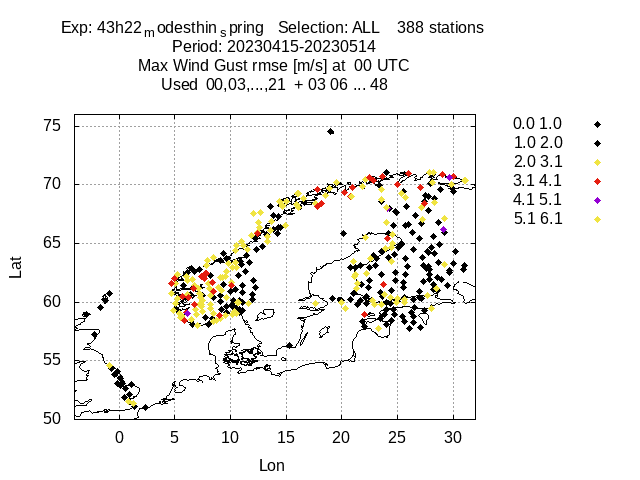 Exp: 43h22modesthinspring   Selection: ALL    388 stations
Period: 20230415-20230514
Max Wind Gust rmse [m/s] at  00 UTC
Used  00,03,...,21  + 03 06 ... 48
0.0 1.0
1.0 2.0
2.0 3.1
3.1 4.1
4.1 5.1
5.1 6.1
75
70
65
60
55
50
Lat
0 5 10 15 20 25 30
Lon